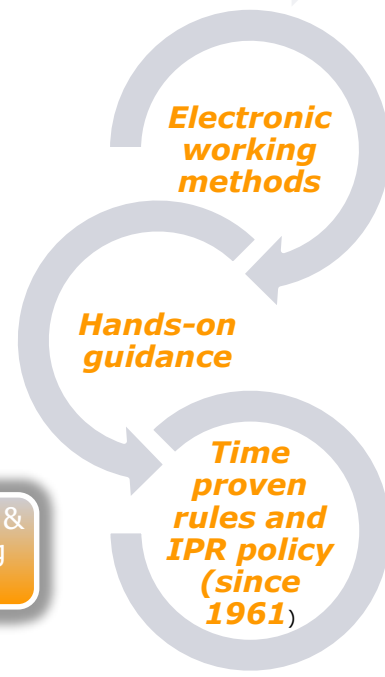 Electronic
working
methods
Hands-on
guidance
Time
proven
rules and
IPR policy
(since
1961)
&